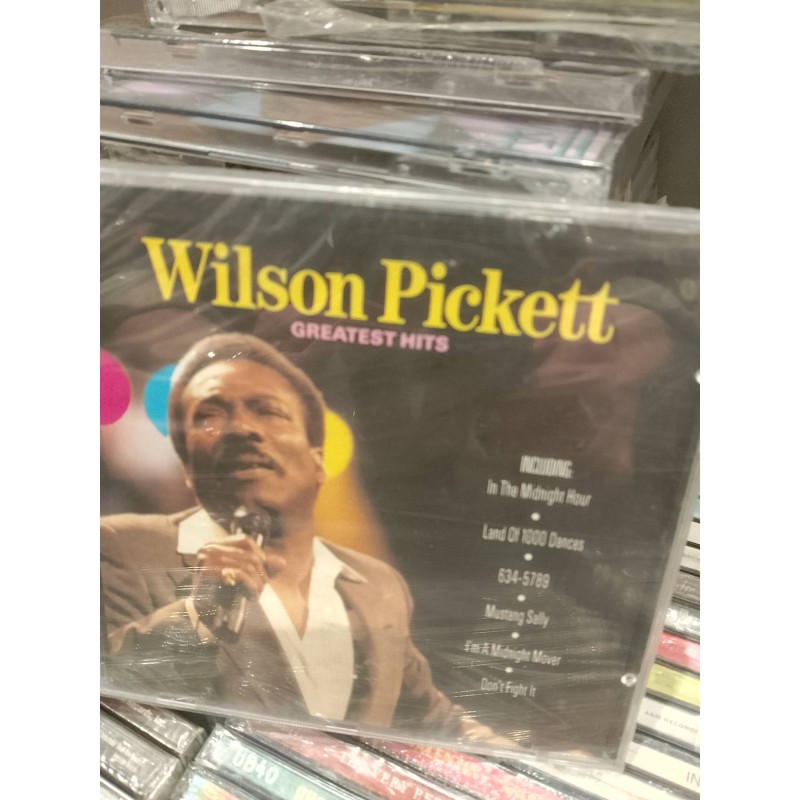 Wilson Pickett
GREATEST HITS
INCLUDING:
In The Midnight Hour
Land Of 1000 Dances
634-5789
Mustang Sally
I'm A Midnight Mover
Don't Fight It
UB40